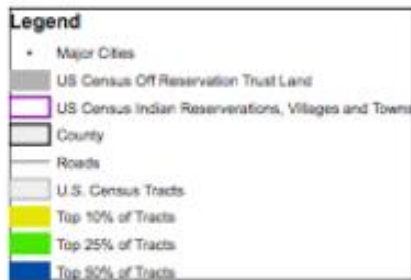 Legend
Major Cities
US Census Off Reservation Trust Land
US Census Indian Reserverations, Villages and Towns
County
Roads
U.S. Census Tracts
Top 10% of Tracts
Top 25% of Tracts
Top 50% of Tracts